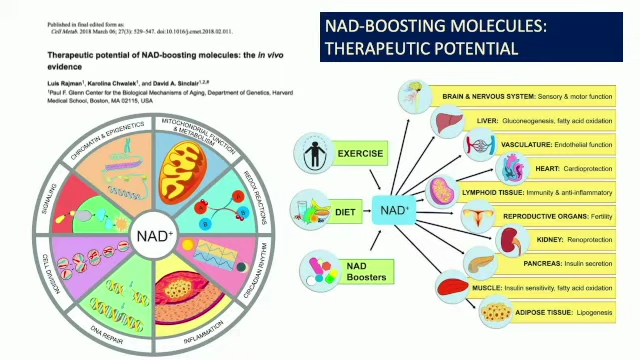 Published in final edited form as:
Cell Metab. 2018 March 06; 27(3): 529–547. doi:10.1016/j.cmet.2018.02.011.
Therapeutic potential of NAD-boosting molecules: the in vivo
evidence
Luis Rajman¹, Karolina Chwalek¹, and David A. Sinclair¹,²,⁶
¹Paul F. Glenn Center for the Biological Mechanisms of Aging, Department of Genetics, Harvard
Medical School, Boston, MA 02115, USA
NAD-BOOSTING MOLECULES:
THERAPEUTIC POTENTIAL
CHROMATIN & EPIGENETICS
MITOCHONDRIAL FUNCTION
& METABOLISM
REDOX REACTIONS
CIRCADIAN RHYTHM
INFLAMMATION
DNA REPAIR
CELL DIVISION
SIGNALING
NAD⁺
EXERCISE
DIET
NAD
Boosters
NAD⁺
BRAIN & NERVOUS SYSTEM: Sensory & motor function
LIVER: Gluconeogenesis, fatty acid oxidation
VASCULATURE: Endothelial function
HEART: Cardioprotection
LYMPHOID TISSUE: Immunity & anti-inflammatory
REPRODUCTIVE ORGANS: Fertility
KIDNEY: Renoprotection
PANCREAS: Insulin secretion
MUSCLE: Insulin sensitivity, fatty acid oxidation
ADIPOSE TISSUE: Lipogenesis